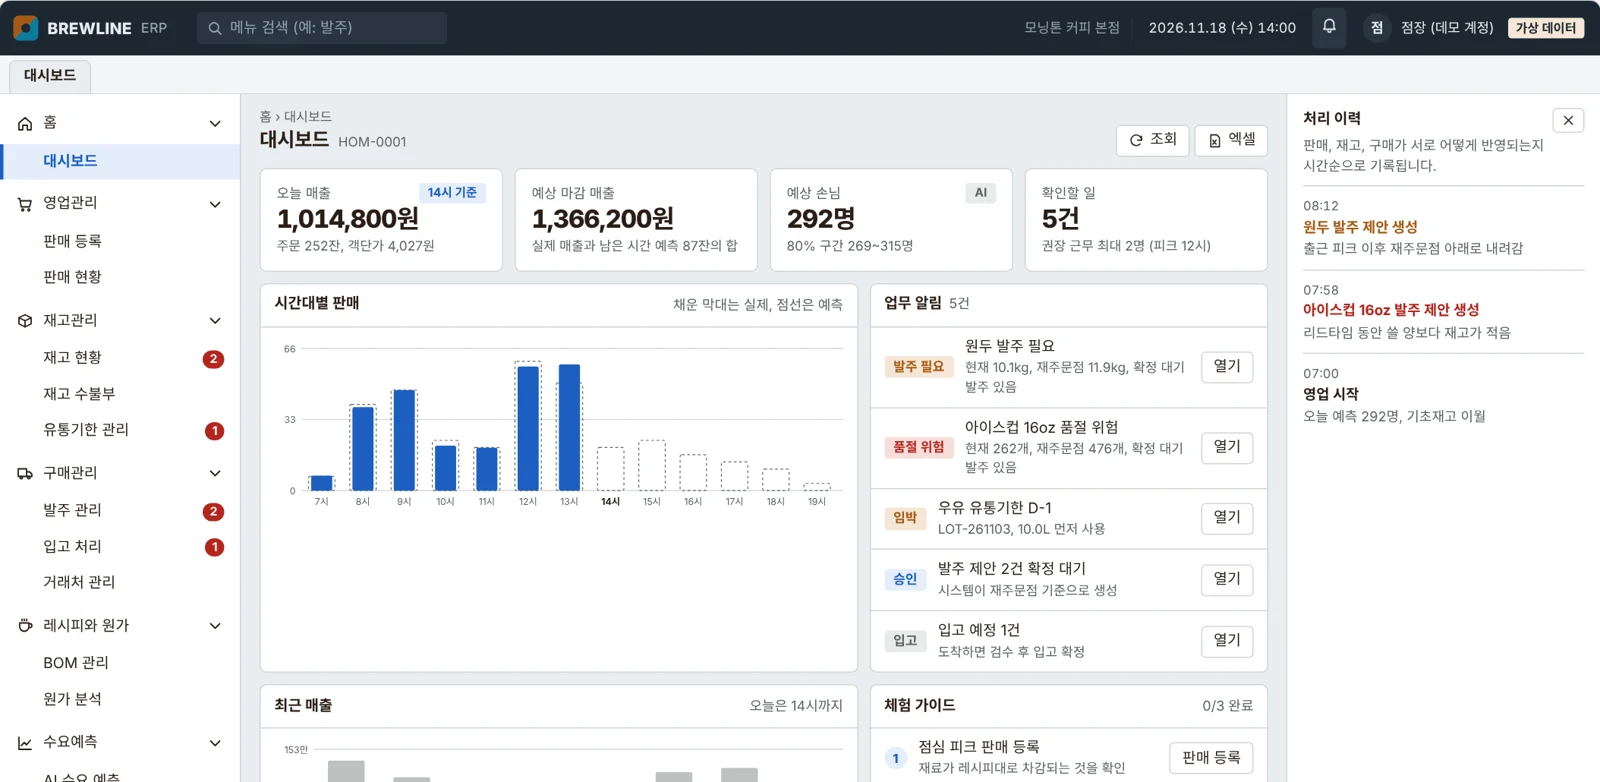 BREWLINE ERP
메뉴 검색 (예: 발주)
모닝톤 커피 본점
2026.11.18 (수) 14:00
점
점장 (데모 계정)
가상 데이터
대시보드
홈
대시보드
영업관리
판매 등록
판매 현황
재고관리
재고 현황 2
재고 수불부
유통기한 관리 1
구매관리
발주 관리 2
입고 처리 1
거래처 관리
레시피와 원가
BOM 관리
원가 분석
수요예측
AI 수요 예측
홈 › 대시보드
대시보드 HOM-0001
조회
엑셀
오늘 매출 14시 기준
1,014,800원
주문 252잔, 객단가 4,027원
예상 마감 매출
1,366,200원
실제 매출과 남은 시간 예측 87잔의 합
예상 손님 AI
292명
80% 구간 269~315명
확인할 일
5건
권장 근무 최대 2명 (피크 12시)
시간대별 판매
채운 막대는 실제, 점선은 예측
66
33
0
7시 8시 9시 10시 11시 12시 13시 14시 15시 16시 17시 18시 19시
업무 알림 5건
발주 필요
원두 발주 필요
현재 10.1kg, 재주문점 11.9kg, 확정 대기
발주 있음
열기
품절 위험
아이스컵 16oz 품절 위험
현재 262개, 재주문점 476개, 확정 대기
발주 있음
열기
임박
우유 유통기한 D-1
LOT-261103, 10.0L 먼저 사용
열기
승인
발주 제안 2건 확정 대기
시스템이 재주문점 기준으로 생성
열기
입고
입고 예정 1건
도착하면 검수 후 입고 확정
열기
최근 매출
오늘은 14시까지
153만
체험 가이드
0/3 완료
1
점심 피크 판매 등록
재료가 레시피대로 차감되는 것을 확인
판매 등록
처리 이력
판매, 재고, 구매가 서로 어떻게 반영되는지
시간순으로 기록됩니다.
08:12
원두 발주 제안 생성
출근 피크 이후 재주문점 아래로 내려감
07:58
아이스컵 16oz 발주 제안 생성
리드타임 동안 쓸 양보다 재고가 적음
07:00
영업 시작
오늘 예측 292명, 기초재고 이월